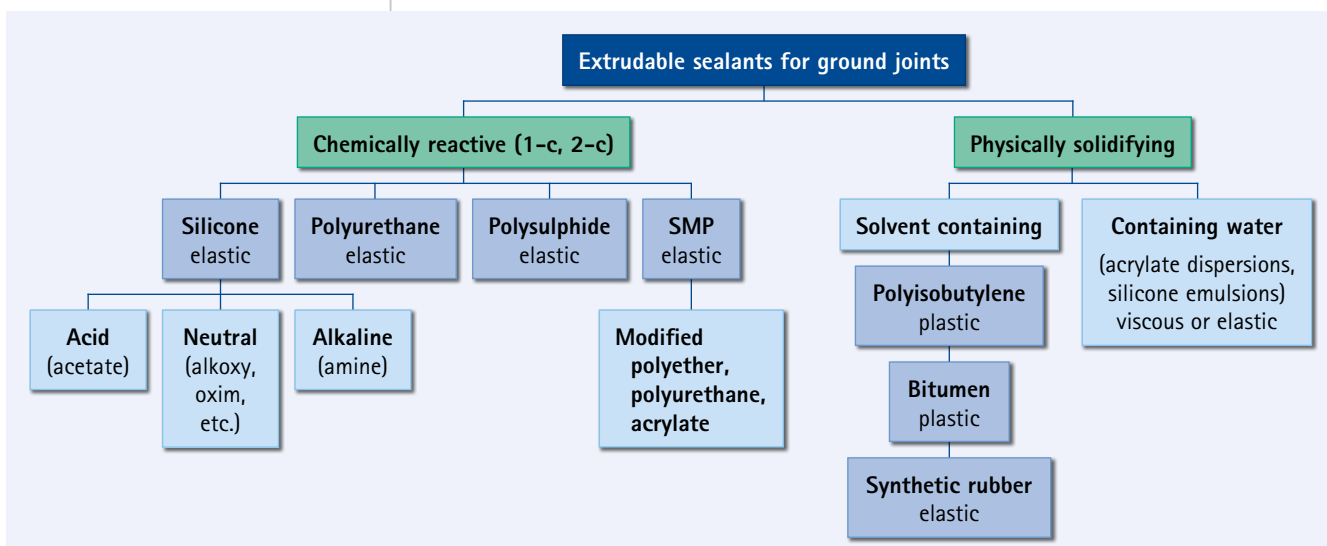 Extrudable sealants for ground joints
Chemically reactive (1-c, 2-c)
Physically solidifying
Silicone
elastic
Polyurethane
elastic
Polysulphide
elastic
SMP
elastic
Solvent containing
Containing water
(acrylate dispersions,
silicone emulsions)
viscous or elastic
Polyisobutylene
plastic
Acid
(acetate)
Neutral
(alkoxy,
oxim,
etc.)
Alkaline
(amine)
Modified
polyether,
polyurethane,
acrylate
Bitumen
plastic
Synthetic rubber
elastic